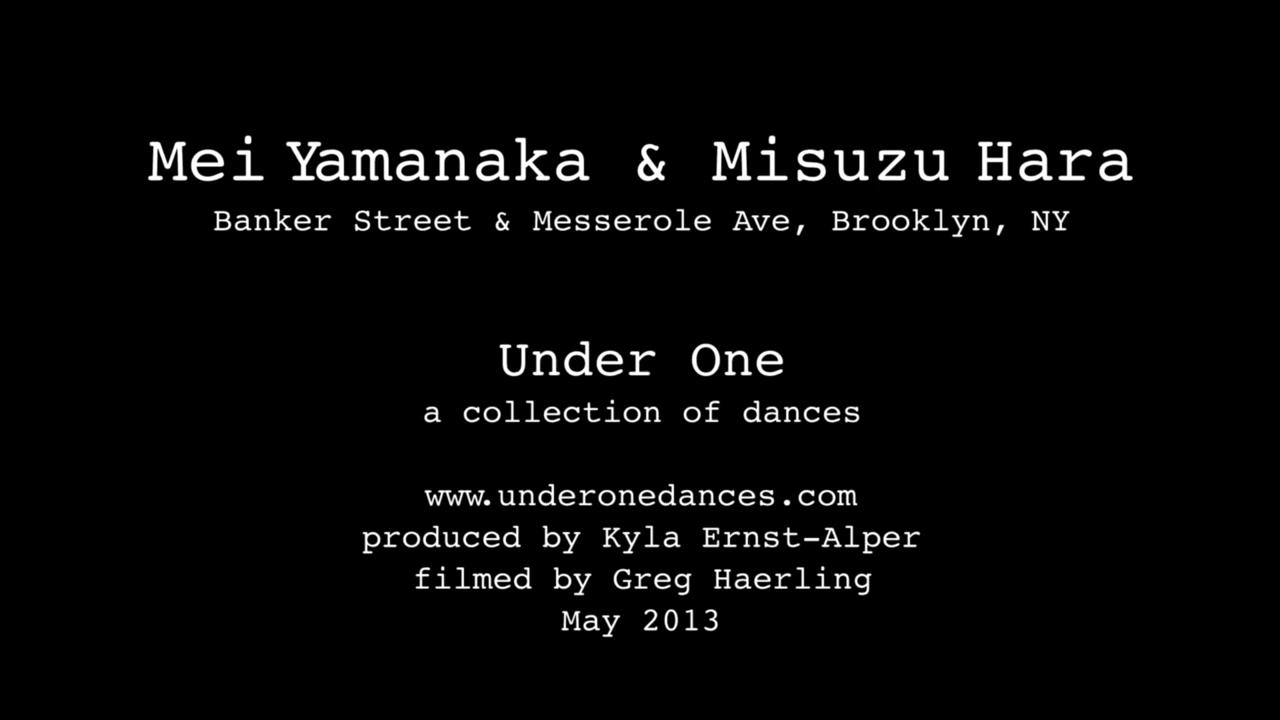 Mei Yamanaka & Misuzu Hara
Banker Street & Messerole Ave, Brooklyn, NY
Under One
a collection of dances
www.underonedances.com
produced by Kyla Ernst-Alper
filmed by Greg Haerling
May 2013